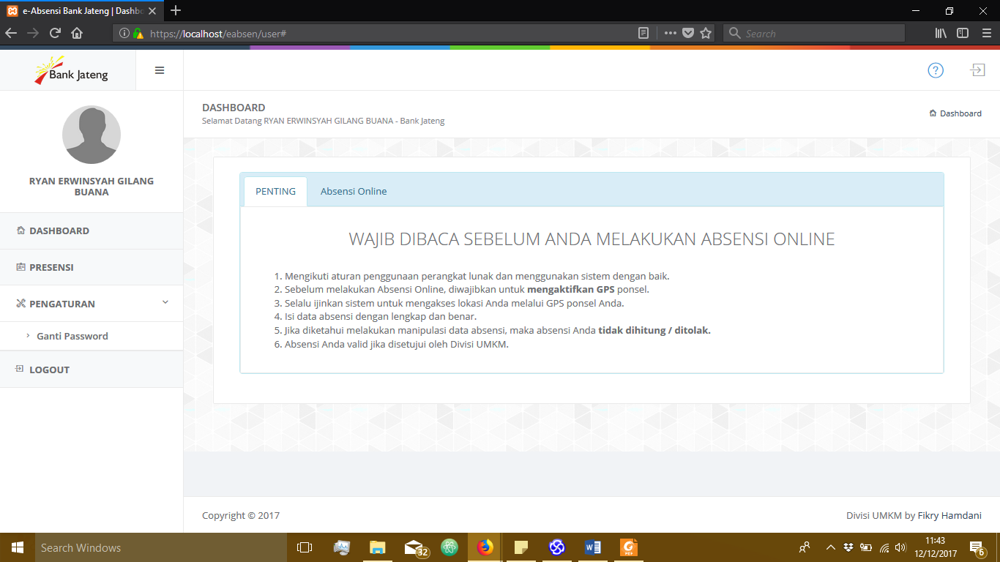 e-Absensi Bank Jateng | Dashbo
https://localhost/eabsen/user#
Search
Bank Jateng
DASHBOARD
Selamat Datang RYAN ERWINSYAH GILANG BUANA - Bank Jateng
Dashboard
RYAN ERWINSYAH GILANG
BUANA
DASHBOARD
PRESENSI
PENGATURAN
Ganti Password
LOGOUT
PENTING
Absensi Online
WAJIB DIBACA SEBELUM ANDA MELAKUKAN ABSENSI ONLINE
1. Mengikuti aturan penggunaan perangkat lunak dan menggunakan sistem dengan baik.
2. Sebelum melakukan Absensi Online, diwajibkan untuk mengaktifkan GPS ponsel.
3. Selalu ijinkan sistem untuk mengakses lokasi Anda melalui GPS ponsel Anda.
4. Isi data absensi dengan lengkap dan benar.
5. Jika diketahui melakukan manipulasi data absensi, maka absensi Anda tidak dihitung / ditolak.
6. Absensi Anda valid jika disetujui oleh Divisi UMKM.
Copyright © 2017
Divisi UMKM by Fikry Hamdani
Search Windows
32
PDF
11:43
12/12/2017
6